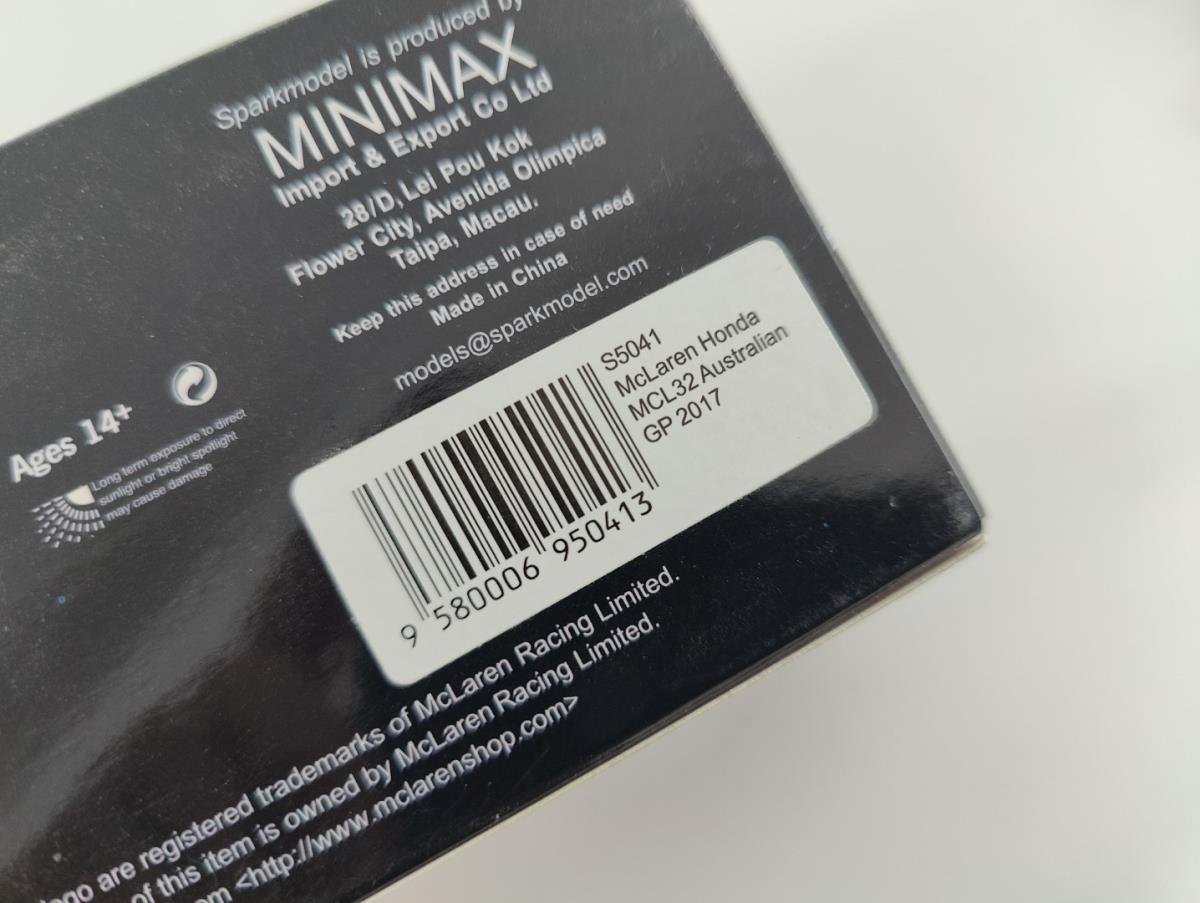 Sparkmodel is produced by
MINIMAX
Import & Export Co Ltd
28/D, Lei Pou Kok
Flower City, Avenida Olimpica
Taipa, Macau.
Keep this address in case of need
Made in China
models@sparkmodel.com
Ages 14+
Long term exposure to direct
sunlight or bright spotlight
may cause damage
S5041
McLaren Honda
MCL32 Australian
GP 2017
9 580006 950413
are registered trademarks of McLaren Racing Limited.
of this item is owned by McLaren Racing Limited.
<http://www.mclarenshop.com>